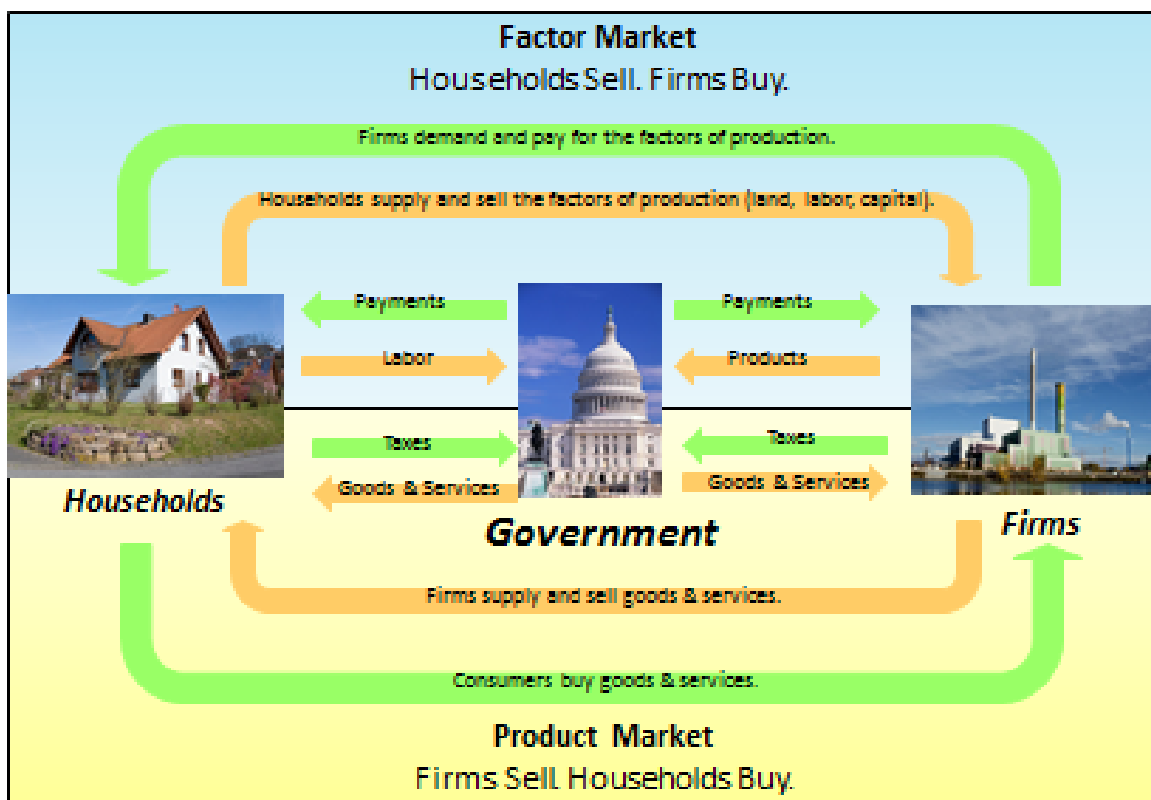 Factor Market
Households Sell. Firms Buy.
Firms demand and pay for the factors of production.
Households supply and sell the factors of production (land, labor, capital).
Payments
Payments
Labor
Products
Taxes
Taxes
Goods & Services
Goods & Services
Households
Government
Firms
Firms supply and sell goods & services.
Consumers buy goods & services.
Product Market
Firms Sell. Households Buy.